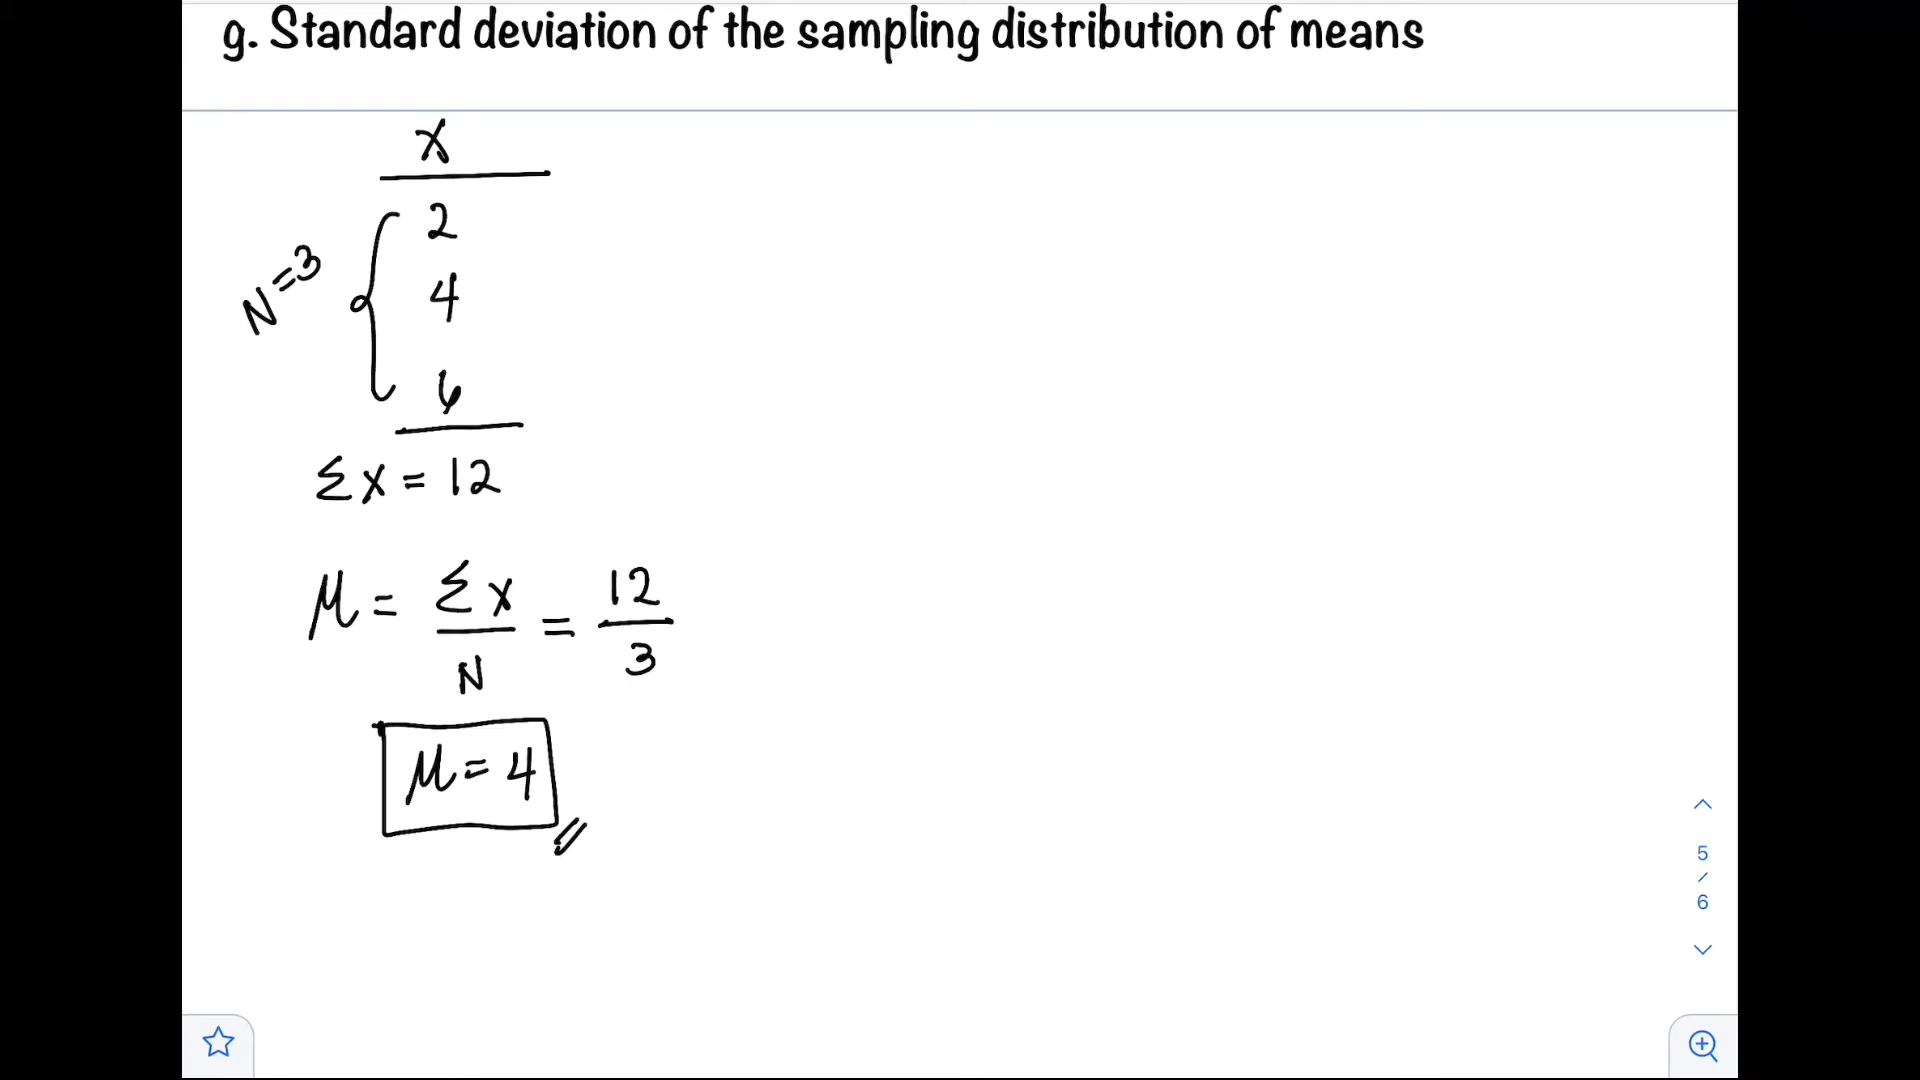 g. Standard deviation of the sampling distribution of means
x
2
N=3
4
6
Σx = 12
μ = Σx/N = 12/3
μ = 4
5
/
6